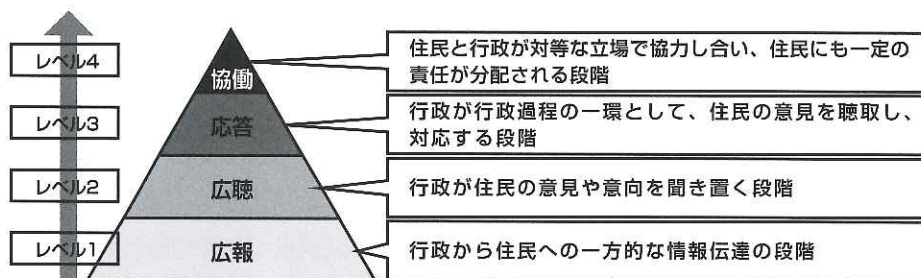 レベル4
協働
住民と行政が対等な立場で協力し合い、住民にも一定の
責任が分配される段階
レベル3
応答
行政が行政過程の一環として、住民の意見を聴取し、
対応する段階
レベル2
広聴
行政が住民の意見や意向を聞き置く段階
レベル1
広報
行政から住民への一方的な情報伝達の段階